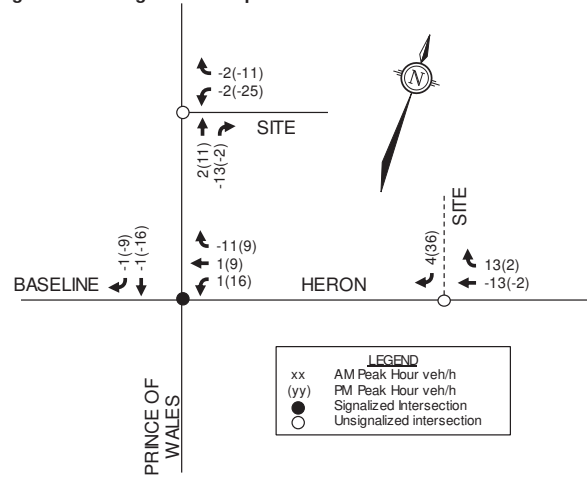 -2(-11)
-2(-25)
SITE
2(11)
-13(-2)
N
SITE
-1(-9)
-1(-16)
-11(9)
1(9)
1(16)
4(36)
13(2)
-13(-2)
BASELINE
HERON
PRINCE OF
WALES
LEGEND
xx AM Peak Hour veh/h
(yy) PM Peak Hour veh/h
Signalized Intersection
Unsignalized intersection